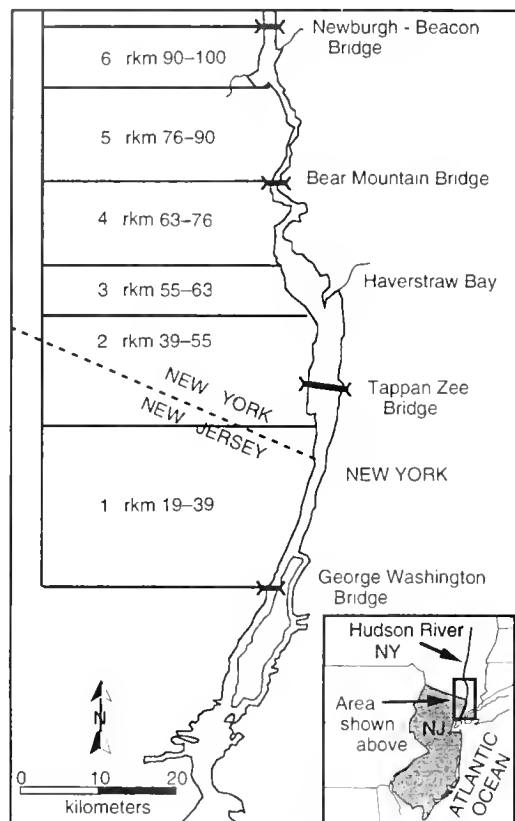 Newburgh - Beacon
Bridge
6 rkm 90–100
5 rkm 76–90
Bear Mountain Bridge
4 rkm 63–76
Haverstraw Bay
3 rkm 55–63
2 rkm 39–55
NEW YORK
NEW JERSEY
Tappan Zee
Bridge
NEW YORK
1 rkm 19–39
George Washington
Bridge
Hudson River
NY
Area
shown
above
NJ
ATLANTIC
OCEAN
N
0 10 20
kilometers